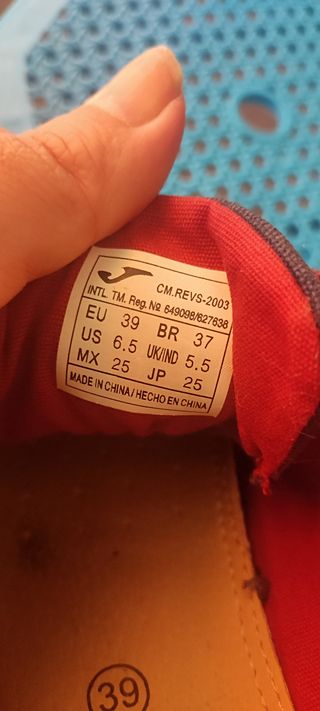 CM.REVS-2003
INTL. TM. Reg. № 649098/627638
EU 39 BR 37
US 6.5 UK/IND 5.5
MX 25 JP 25
MADE IN CHINA / HECHO EN CHINA
39